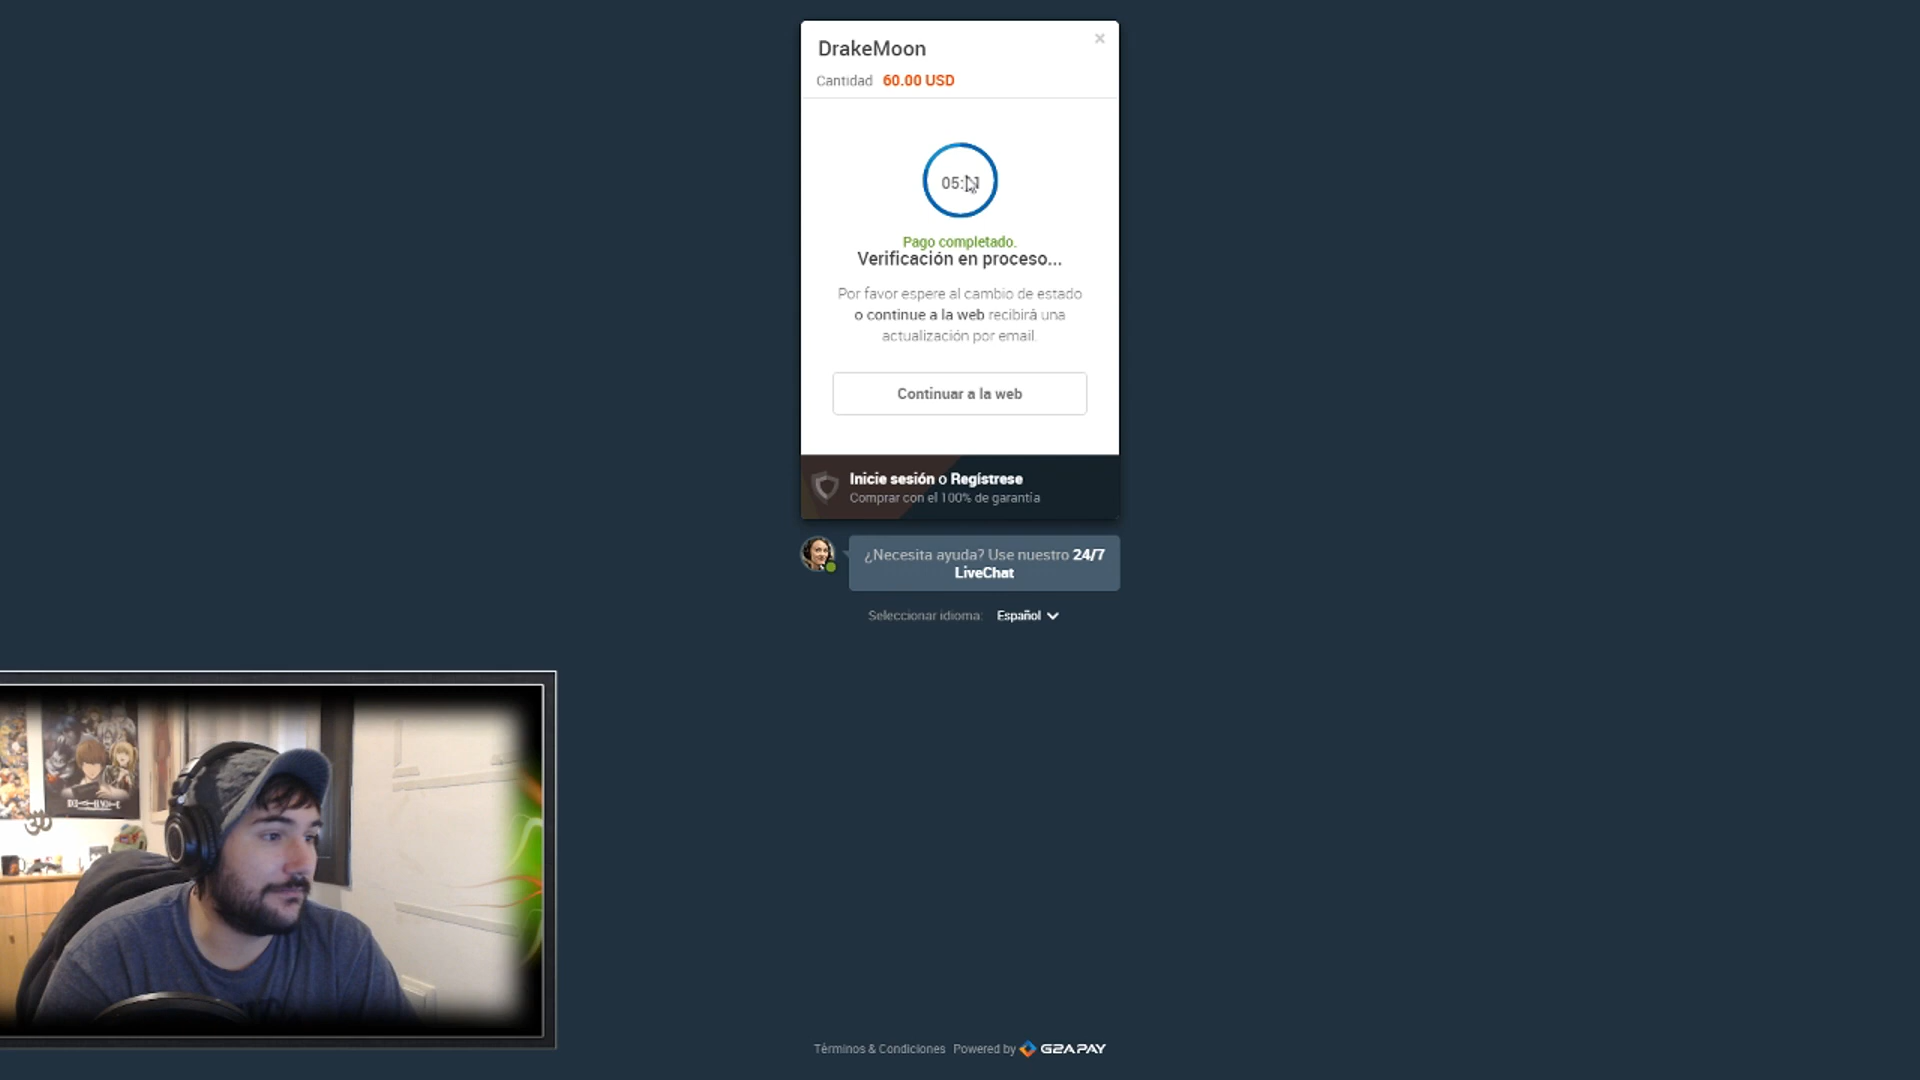 DrakeMoon
Cantidad 60.00 USD
Pago completado.
Verificación en proceso...
Por favor espere al cambio de estado
o continue a la web recibirá una
actualización por email.
Continuar a la web
Inicie sesión o Regístrese
Comprar con el 100% de garantía
¿Necesita ayuda? Use nuestro 24/7
LiveChat
Seleccionar idioma: Español
Términos & Condiciones Powered by G2A PAY